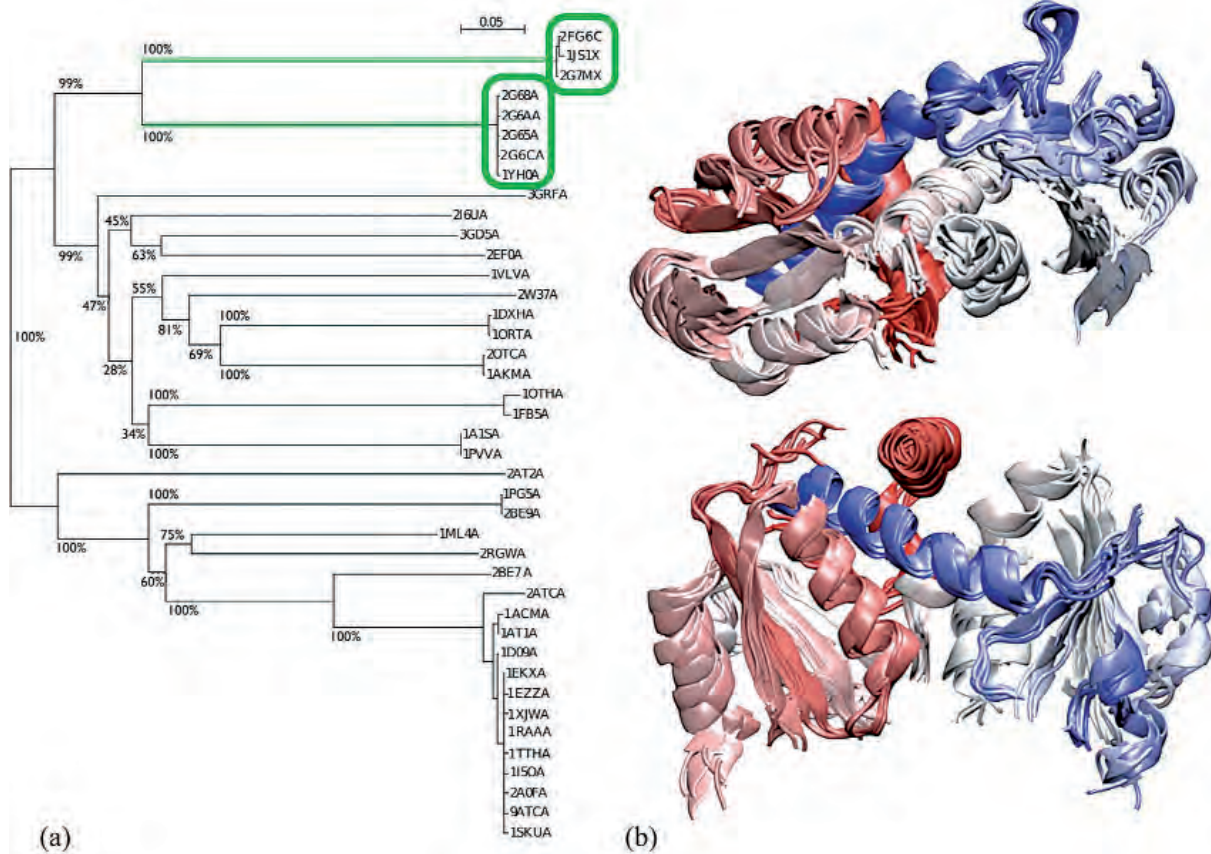 0.05
100%
2FG6C
1JS1X
2G7MX
99%
2G68A
2G6AA
100%
2G65A
2G6CA
1YH0A
3GRFA
45%
2I6UA
3GD5A
99%
63%
2EF0A
55%
1VLVA
47%
2W37A
100%
1DXHA
81%
100%
1ORTA
69%
2OTCA
28%
100%
1AKMA
100%
1OTHA
1FB5A
34%
1A1SA
100%
1PVVA
2AT2A
100%
1PG5A
2BE9A
75%
1ML4A
100%
2RGWA
60%
2BE7A
100%
2ATCA
1ACMA
100%
1AT1A
1D09A
1EKXA
1EZZA
1XJWA
1RAAA
1TTHA
1I5OA
2A0FA
9ATCA
1SKUA
(a)
(b)